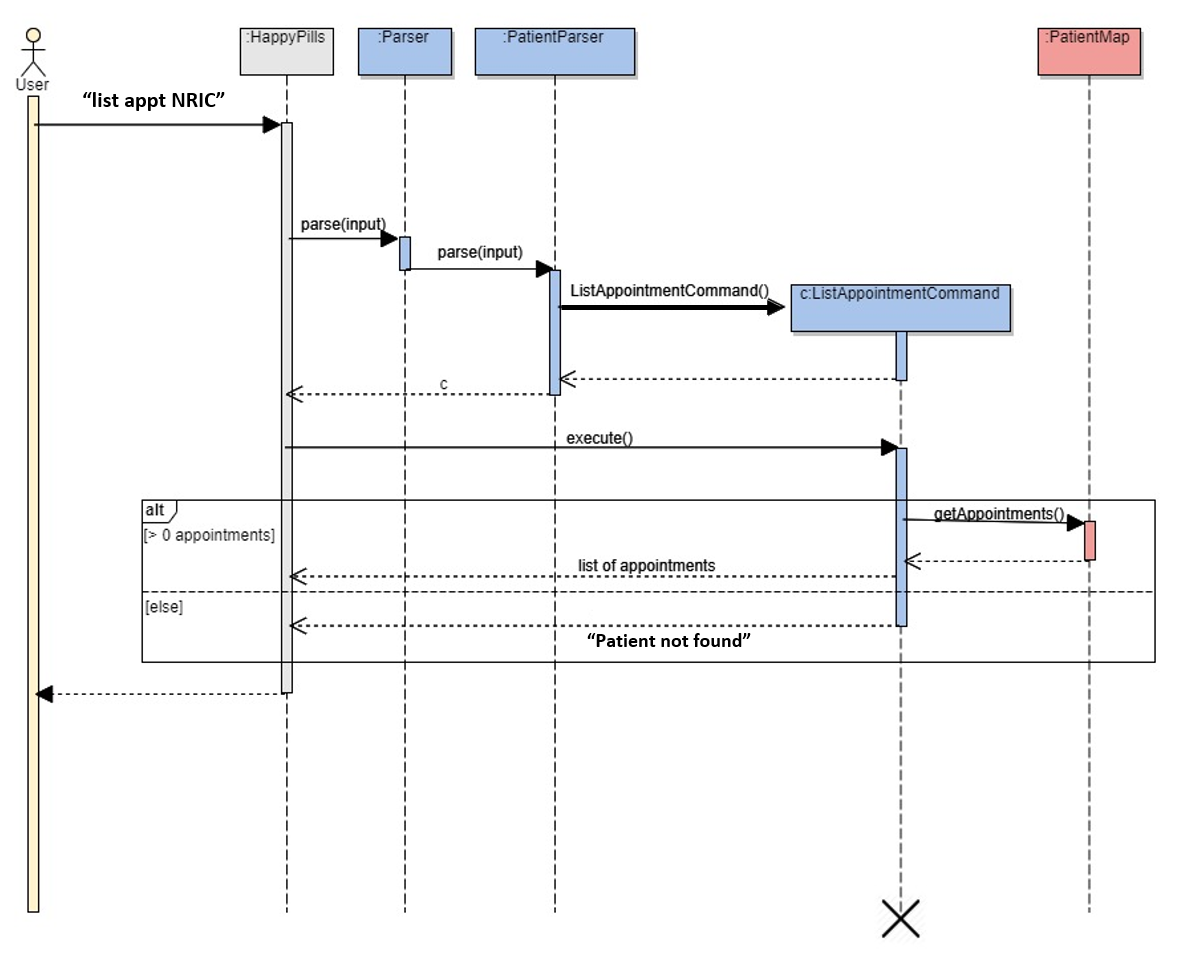 :HappyPills
:Parser
:PatientParser
:PatientMap
User
“list appt NRIC”
parse(input)
parse(input)
ListAppointmentCommand()
c:ListAppointmentCommand
c
execute()
alt
getAppointments()
[> 0 appointments]
list of appointments
[else]
“Patient not found”